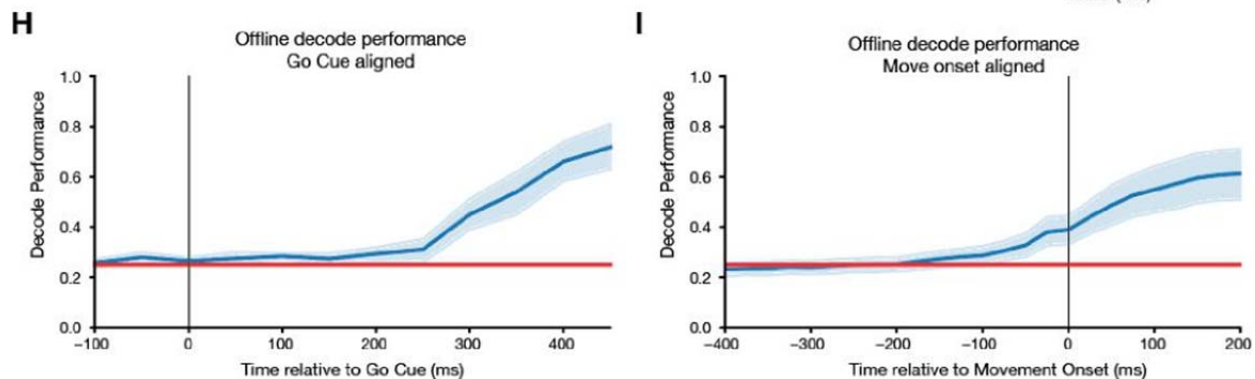 H
Offline decode performance
Go Cue aligned
Decode Performance
1.0
0.8
0.6
0.4
0.2
0.0
−100 0 100 200 300 400
Time relative to Go Cue (ms)
I
Offline decode performance
Move onset aligned
Decode Performance
1.0
0.8
0.6
0.4
0.2
0.0
−400 −300 −200 −100 0 100 200
Time relative to Movement Onset (ms)